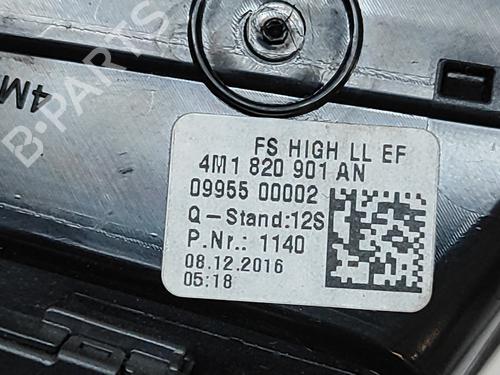 4M
FS HIGH LL EF
4M1 820 901 AN
09955 00002
Q-Stand:12S
P.Nr.: 1140
08.12.2016
05:18
B-PARTS